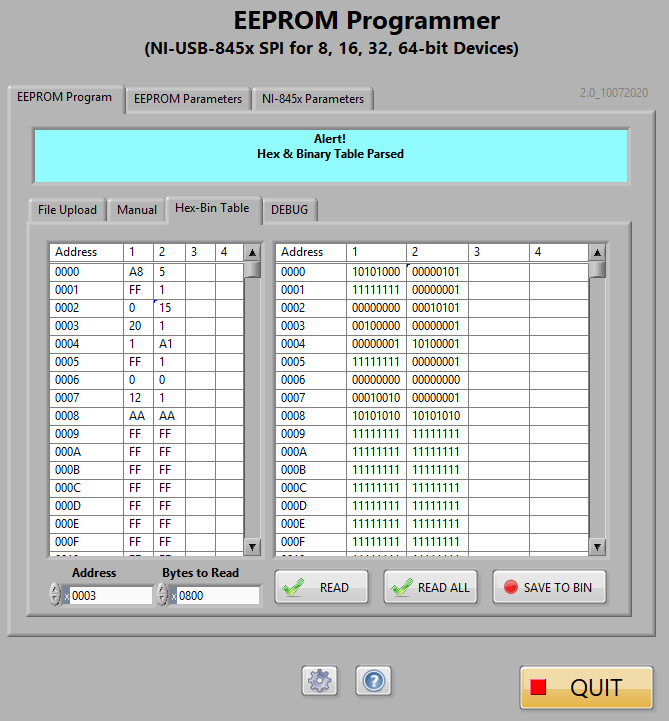 EEPROM Programmer
(NI-USB-845x SPI for 8, 16, 32, 64-bit Devices)
EEPROM Program EEPROM Parameters NI-845x Parameters 2.0_10072020
Alert!
Hex & Binary Table Parsed
File Upload Manual Hex-Bin Table DEBUG
Address 1 2 3 4 Address 1 2 3 4
0000 A8 5 0000 10101000 00000101
0001 FF 1 0001 11111111 00000001
0002 0 15 0002 00000000 00010101
0003 20 1 0003 00100000 00000001
0004 1 A1 0004 00000001 10100001
0005 FF 1 0005 11111111 00000001
0006 0 0 0006 00000000 00000000
0007 12 1 0007 00010010 00000001
0008 AA AA 0008 10101010 10101010
0009 FF FF 0009 11111111 11111111
000A FF FF 000A 11111111 11111111
000B FF FF 000B 11111111 11111111
000C FF FF 000C 11111111 11111111
000D FF FF 000D 11111111 11111111
000E FF FF 000E 11111111 11111111
000F FF FF 000F 11111111 11111111
Address Bytes to Read
x 0003 x 0800 READ READ ALL SAVE TO BIN
QUIT